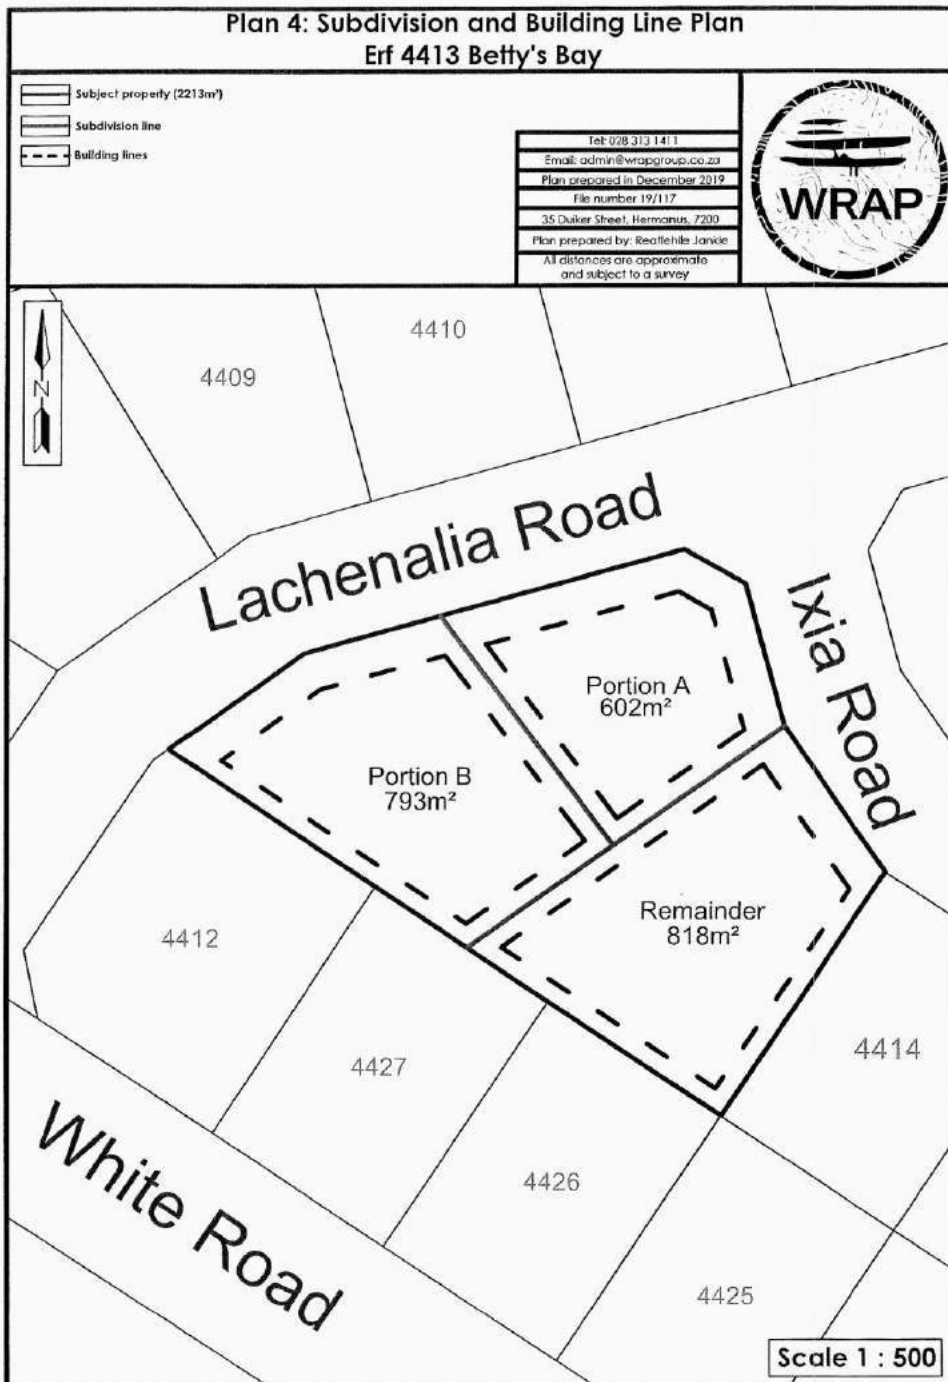 Plan 4: Subdivision and Building Line Plan
Erf 4413 Betty's Bay
Subject property (2213m²)
Subdivision line
Building lines
Tel: 028 313 1411
Email: admin@wrapgroup.co.za
Plan prepared in December 2019
File number 19/117
35 Duiker Street, Hermanus, 7200
Plan prepared by: Reatlehile Jankie
All distances are approximate
and subject to a survey
WRAP
N
4409
4410
Lachenalia Road
Ixia Road
Portion A
602m²
Portion B
793m²
Remainder
818m²
4412
4427
4414
4426
4425
White Road
Scale 1 : 500